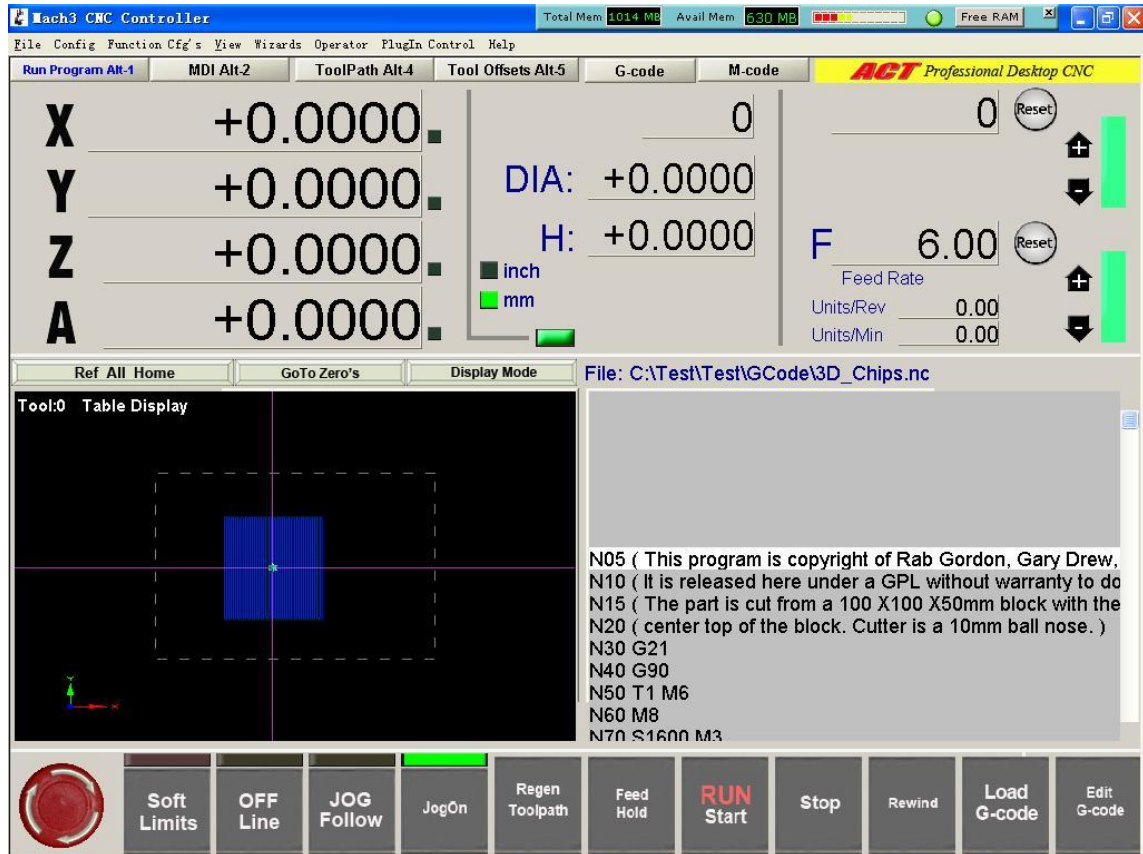 Mach3 CNC Controller
Total Mem 1014 MB Avail Mem 630 MB Free RAM
File Config Function Cfg's View Wizards Operator PlugIn Control Help
Run Program Alt-1 MDI Alt-2 ToolPath Alt-4 Tool Offsets Alt-5 G-code M-code ACT Professional Desktop CNC
X +0.0000 0 0 Reset
Y +0.0000 DIA: +0.0000
Z +0.0000 H: +0.0000 F 6.00 Reset
inch
Feed Rate
mm
Units/Rev 0.00
A +0.0000
Units/Min 0.00
Ref All Home GoTo Zero's Display Mode File: C:\Test\Test\GCode\3D_Chips.nc
Tool:0 Table Display
N05 ( This program is copyright of Rab Gordon, Gary Drew,
N10 ( It is released here under a GPL without warranty to do
N15 ( The part is cut from a 100 X100 X50mm block with the
N20 ( center top of the block. Cutter is a 10mm ball nose. )
N30 G21
N40 G90
N50 T1 M6
N60 M8
N70 S1600 M3
Y
X
Soft Limits
OFF Line
JOG Follow
JogOn
Regen Toolpath
Feed Hold
RUN Start
Stop
Rewind
Load G-code
Edit G-code